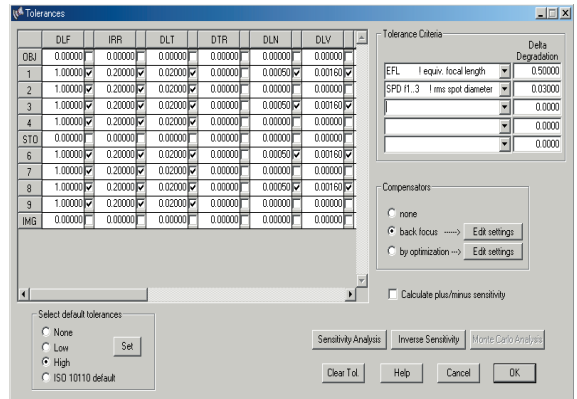 Tolerances
DLF IRR DLT DTR DLN DLV
OBJ 0.00000 0.00000 0.00000 0.00000 0.00000 0.00000
1 1.00000 0.20000 0.02000 0.00000 0.00050 0.00160
2 1.00000 0.20000 0.02000 0.00000 0.00000 0.00000
3 1.00000 0.20000 0.02000 0.00000 0.00050 0.00160
4 1.00000 0.20000 0.02000 0.00000 0.00000 0.00000
STO 0.00000 0.00000 0.02000 0.00000 0.00000 0.00000
6 1.00000 0.20000 0.02000 0.00000 0.00050 0.00160
7 1.00000 0.20000 0.02000 0.00000 0.00000 0.00000
8 1.00000 0.20000 0.02000 0.00000 0.00050 0.00160
9 1.00000 0.20000 0.02000 0.00000 0.00000 0.00000
IMG 0.00000 0.00000 0.00000 0.00000 0.00000 0.00000
Tolerance Criteria
Delta
Degradation
EFL ! equiv. focal length 0.50000
SPD f1..3 ! rms spot diameter 0.03000
0.0000
0.0000
0.0000
Compensators
none
back focus -----> Edit settings
by optimization ---> Edit settings
Calculate plus/minus sensitivity
Select default tolerances
None
Low
High
ISO 10110 default
Set
Sensitivity Analysis Inverse Sensitivity Monte Carlo Analysis
Clear Tol. Help Cancel OK